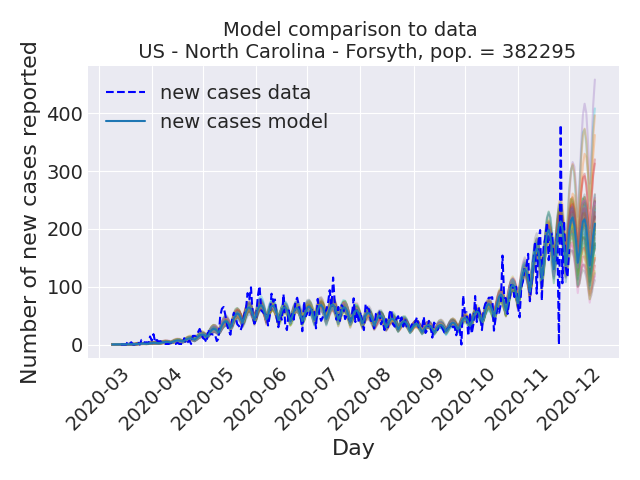 Model comparison to data
US - North Carolina - Forsyth, pop. = 382295
Number of new cases reported
400
300
200
100
0
new cases data
new cases model
2020-03
2020-04
2020-05
2020-06
2020-07
2020-08
2020-09
2020-10
2020-11
2020-12
Day